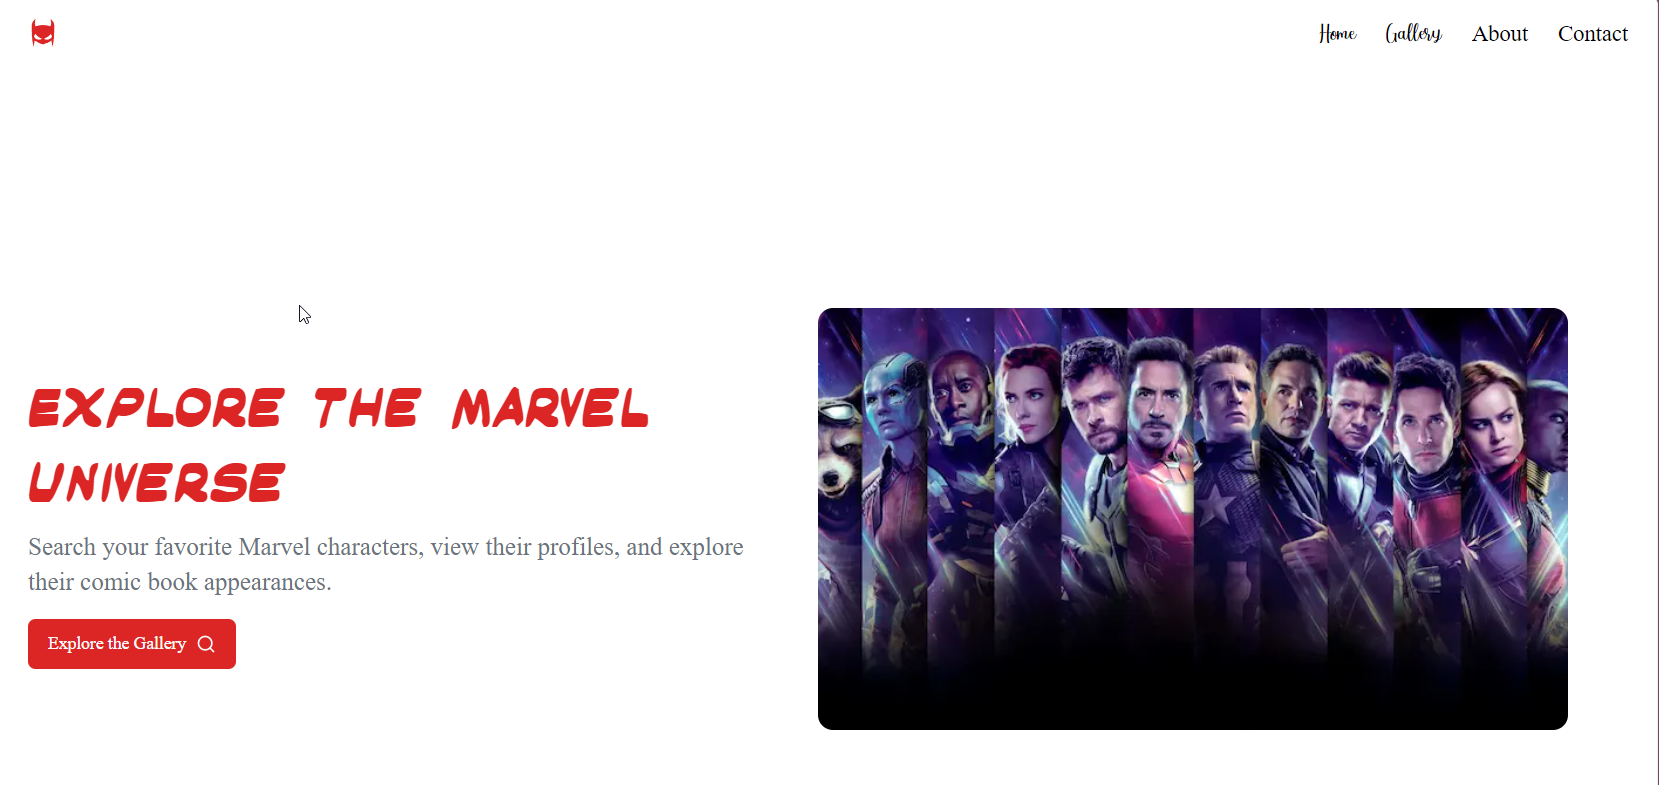 Home Gallery About Contact
EXPLORE THE MARVEL
UNIVERSE
Search your favorite Marvel characters, view their profiles, and explore
their comic book appearances.
Explore the Gallery